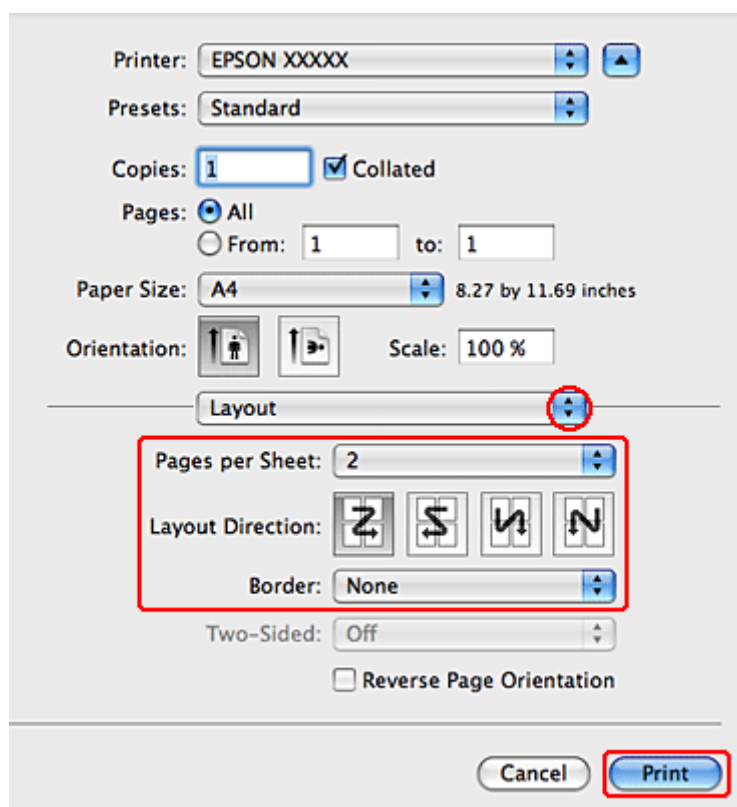 Printer: EPSON XXXXX
Presets: Standard
Copies: 1 Collated
Pages: All
From: 1 to: 1
Paper Size: A4 8.27 by 11.69 inches
Orientation: Scale: 100 %
Layout
Pages per Sheet: 2
Layout Direction:
Border: None
Two-Sided: Off
Reverse Page Orientation
Cancel Print